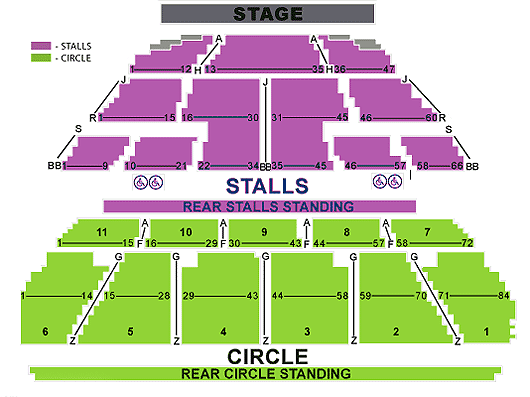 STAGE
- STALLS
- CIRCLE
A A
1 12 H 13 35 H 36 47
J J J
R 1 15 16 30 31 45 46 60 R
S S
BB 1 9 10 21 22 34 BB 35 45 46 57 58 66 BB
STALLS
REAR STALLS STANDING
A A A A
11 10 9 8 7
1 15 F 16 29 F 30 43 F 44 57 F 58 72
G G G G G
1 14 15 28 29 43 44 58 59 70 71 84
6 5 4 3 2 1
Z Z Z Z Z
CIRCLE
REAR CIRCLE STANDING